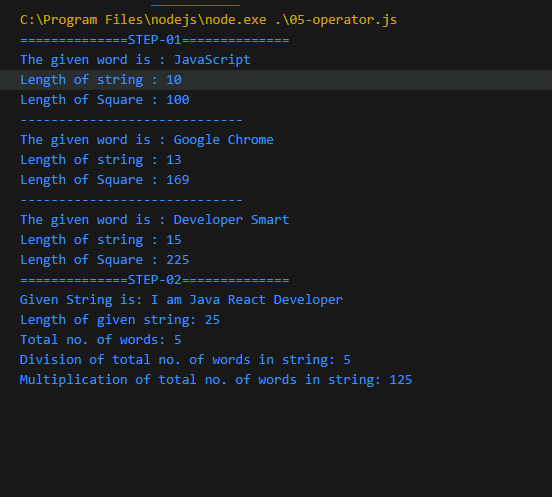 C:\Program Files\nodejs\node.exe .\05-operator.js
==============STEP-01==============
The given word is : JavaScript
Length of string : 10
Length of Square : 100
-----------------------------
The given word is : Google Chrome
Length of string : 13
Length of Square : 169
-----------------------------
The given word is : Developer Smart
Length of string : 15
Length of Square : 225
==============STEP-02==============
Given String is: I am Java React Developer
Length of given string: 25
Total no. of words: 5
Division of total no. of words in string: 5
Multiplication of total no. of words in string: 125